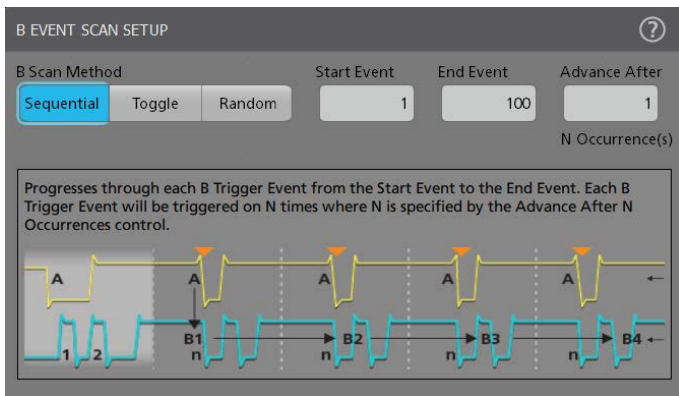 B EVENT SCAN SETUP ?
B Scan Method Start Event End Event Advance After
Sequential Toggle Random 1 100 1
N Occurrence(s)
Progresses through each B Trigger Event from the Start Event to the End Event. Each B
Trigger Event will be triggered on N times where N is specified by the Advance After N
Occurrences control.
A A A A A
B1 B2 B3 B4
1 2 n n n n